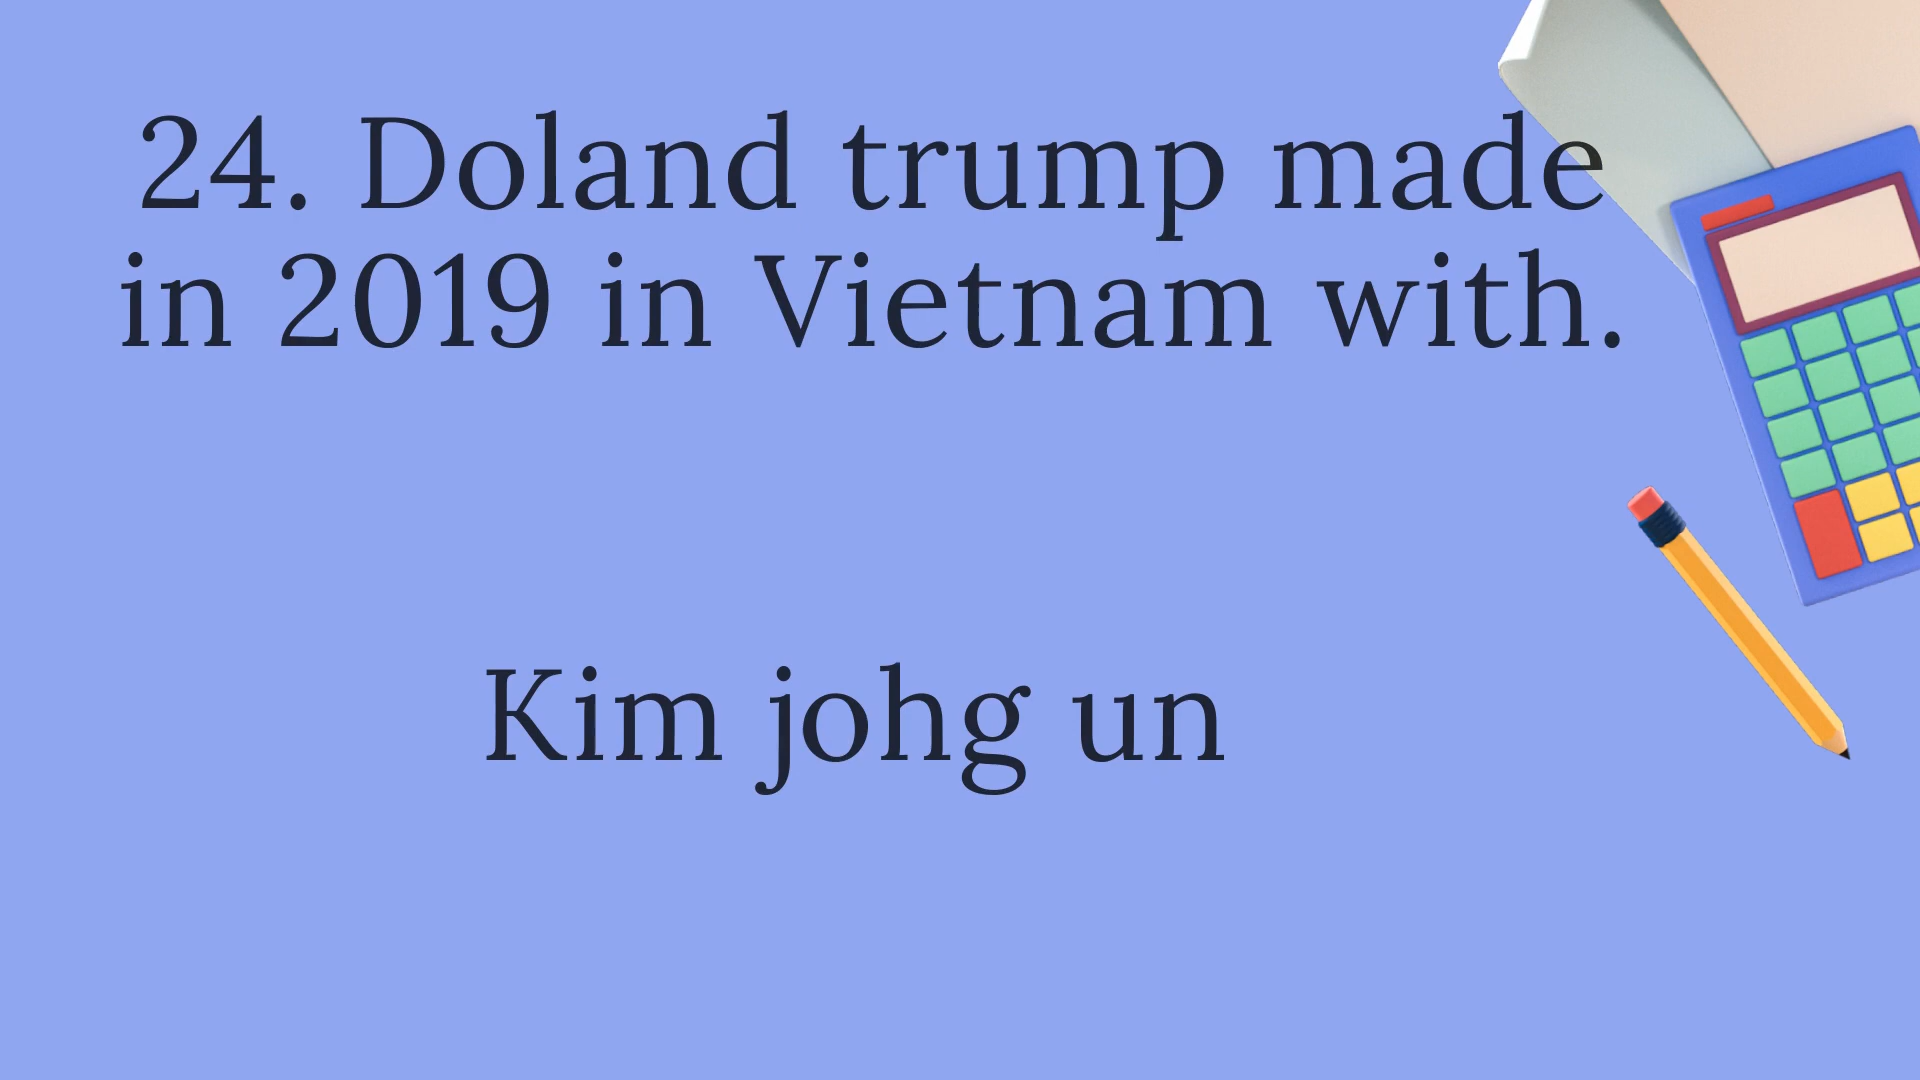 24. Doland trump made
in 2019 in Vietnam with.
Kim johg un